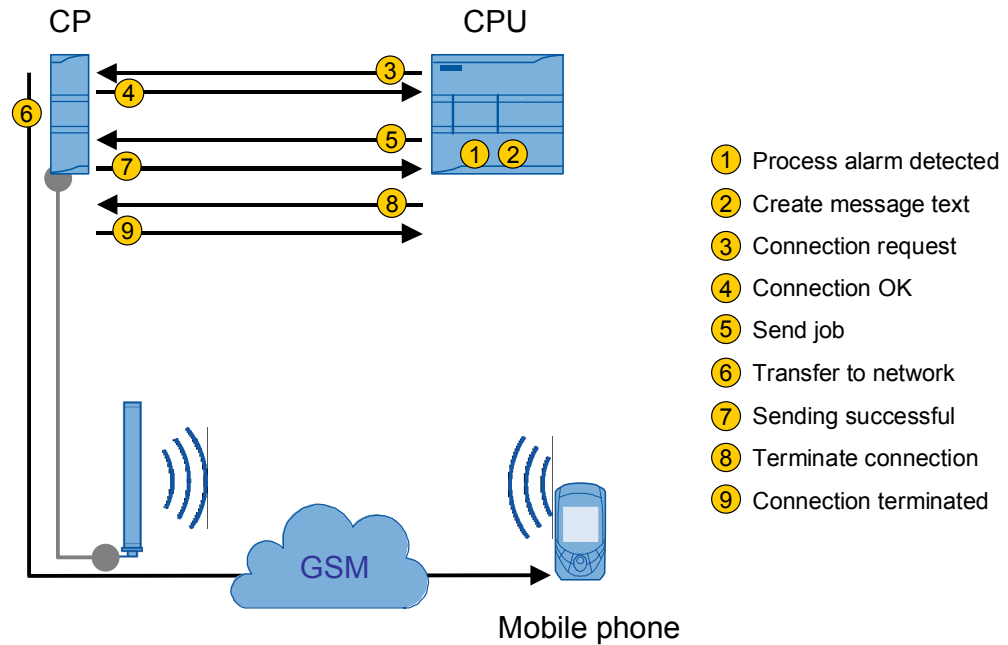 CP
CPU
3
4
6
5
1
2
7
8
9
1 Process alarm detected
2 Create message text
3 Connection request
4 Connection OK
5 Send job
6 Transfer to network
7 Sending successful
8 Terminate connection
9 Connection terminated
GSM
Mobile phone